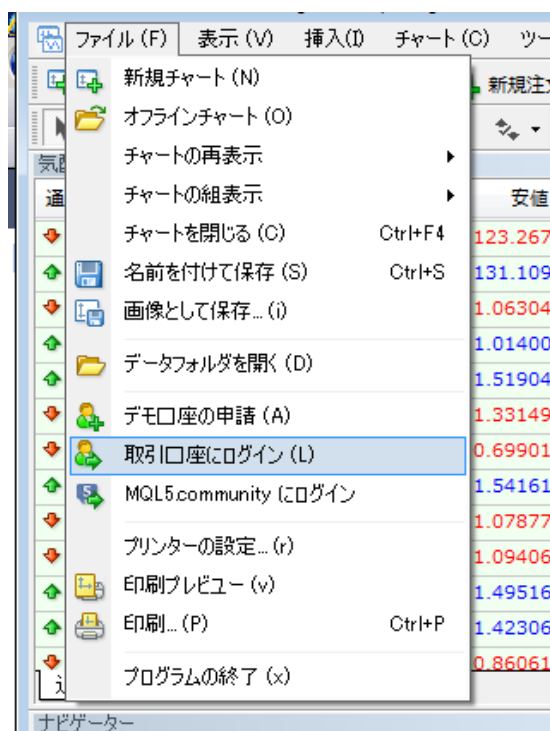 ファイル (F) 表示 (V) 挿入(I) チャート (C) ツー
新規チャート (N)
新規注
オフラインチャート (O)
チャートの再表示
気配
チャートの組表示
通 安値
チャートを閉じる (C) Ctrl+F4 123.267
名前を付けて保存 (S) Ctrl+S 131.109
画像として保存... (i) 1.06304
1.01400
データフォルダを開く (D)
1.51904
デモ口座の申請 (A) 1.33149
取引口座にログイン (L) 0.69901
MQL5.community にログイン 1.54161
1.07877
プリンターの設定... (r) 1.09406
印刷プレビュー (v) 1.49516
印刷... (P) Ctrl+P 1.42306
0.86061
プログラムの終了 (x)
ナビゲーター